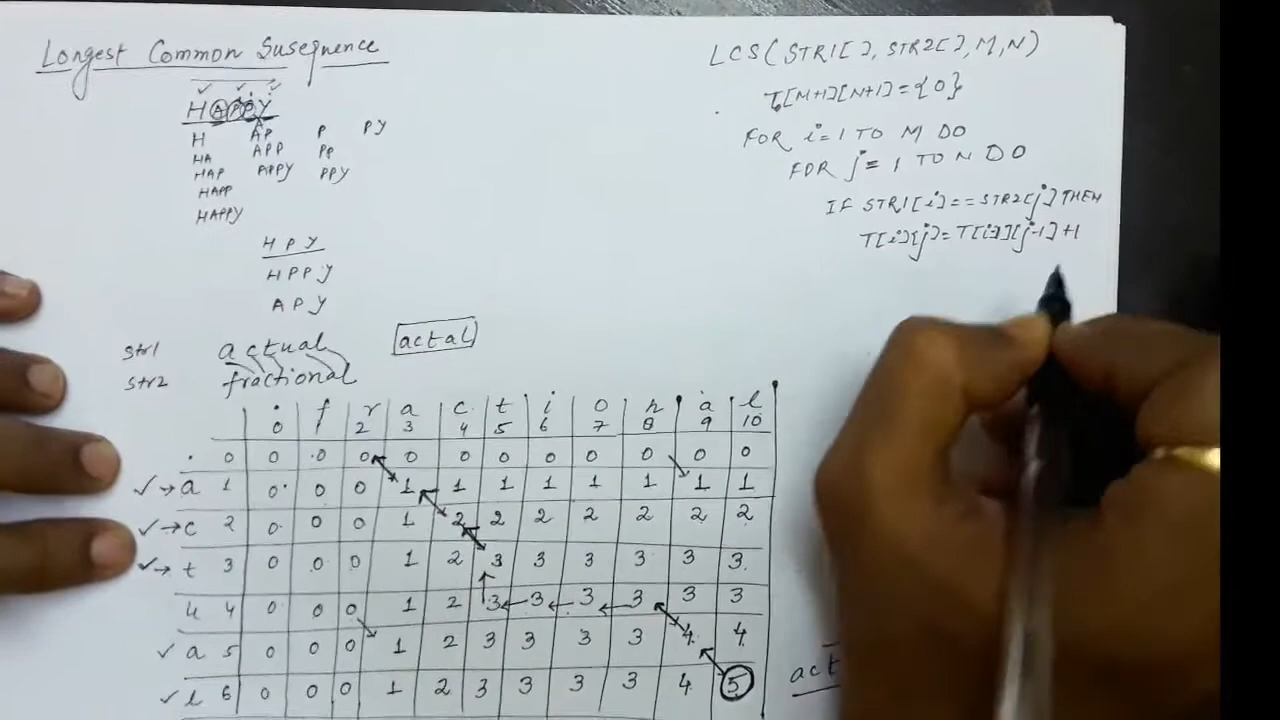 Longest Common Susequence
HAPPY
H AP P PY
HA APP PP
HAP APPY PPY
HAPP
HAPPY
HPY
HPPY
APY
str1 actual actal
str2 fractional
. f r a c t i o n a l
0 1 2 3 4 5 6 7 8 9 10
. 0 0 0 0 0 0 0 0 0 0 0 0
a 1 0 0 0 1 1 1 1 1 1 1 1
c 2 0 0 0 1 2 2 2 2 2 2 2
t 3 0 0 0 1 2 3 3 3 3 3 3
u 4 0 0 0 1 2 3 3 3 3 3 3
a 5 0 0 0 1 2 3 3 3 3 4 4
l 6 0 0 0 1 2 3 3 3 3 4 5
LCS(STR1[], STR2[], M, N)
T[M+1][N+1] = {0}
FOR i=1 TO M DO
FOR j=1 TO N DO
IF STR1[i]==STR2[j] THEN
T[i][j]=T[i-1][j-1]+1